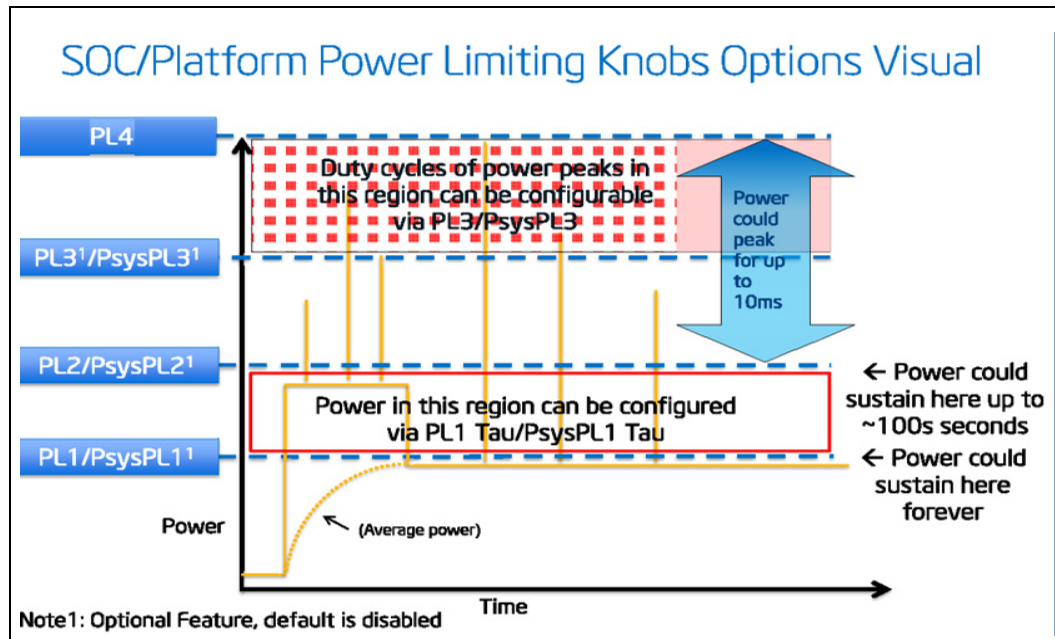 SOC/Platform Power Limiting Knobs Options Visual
PL4
Duty cycles of power peaks in
this region can be configurable
via PL3/PsysPL3
Power
could
peak
for up
to
10ms
PL3¹/PsysPL3¹
PL2/PsysPL2¹
← Power could
sustain here up to
~100s seconds
Power in this region can be configured
via PL1 Tau/PsysPL1 Tau
PL1/PsysPL1¹
← Power could
sustain here
forever
Power
(Average power)
Time
Note1: Optional Feature, default is disabled